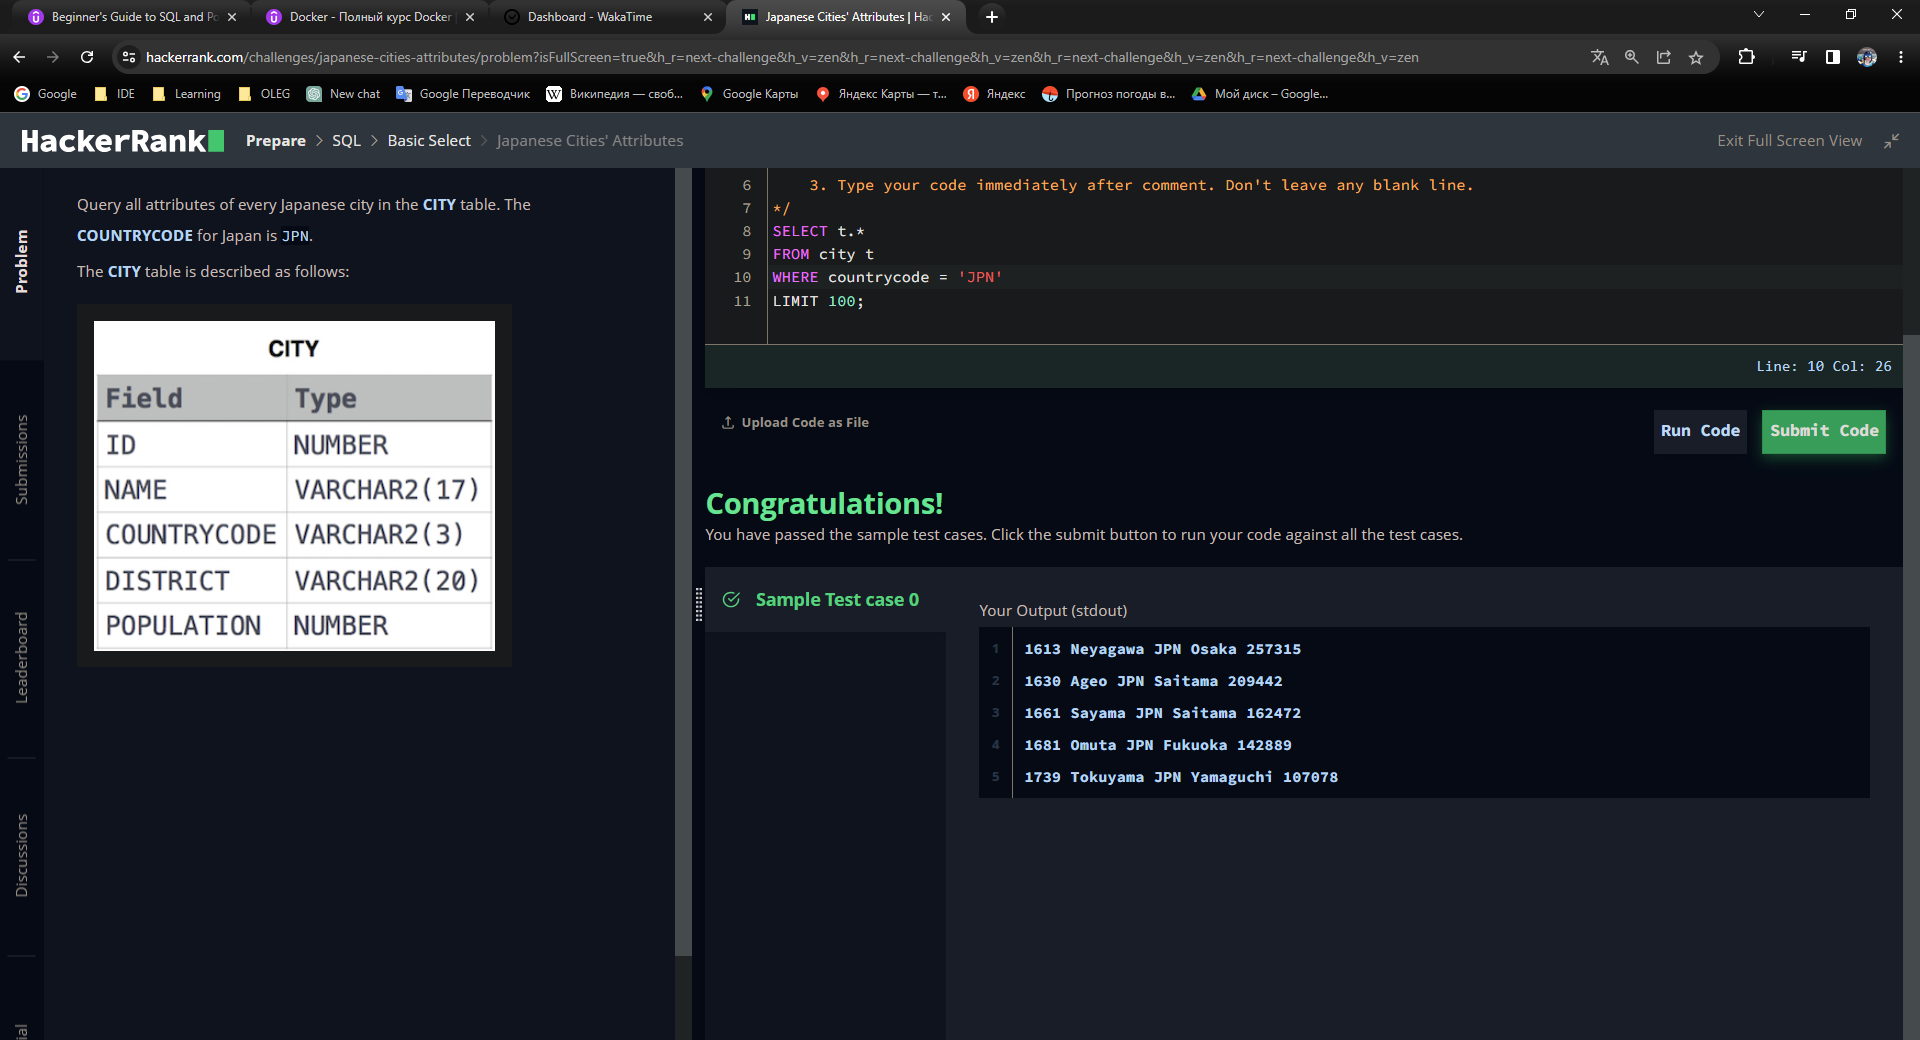 Beginner's Guide to SQL and Po
Docker - Полный курс Docker
Dashboard - WakaTime
Japanese Cities' Attributes | Hac
hackerrank.com/challenges/japanese-cities-attributes/problem?isFullScreen=true&h_r=next-challenge&h_v=zen&h_r=next-challenge&h_v=zen&h_r=next-challenge&h_v=zen&h_r=next-challenge&h_v=zen
Google
IDE
Learning
OLEG
New chat
Google Переводчик
Википедия — своб...
Google Карты
Яндекс Карты — т...
Яндекс
Прогноз погоды в...
Мой диск – Google...
HackerRank
Prepare > SQL > Basic Select > Japanese Cities' Attributes
Exit Full Screen View
Problem
Submissions
Leaderboard
Discussions
ial
Query all attributes of every Japanese city in the CITY table. The
COUNTRYCODE for Japan is JPN.
The CITY table is described as follows:
CITY
Field Type
ID NUMBER
NAME VARCHAR2(17)
COUNTRYCODE VARCHAR2(3)
DISTRICT VARCHAR2(20)
POPULATION NUMBER
6 3. Type your code immediately after comment. Don't leave any blank line.
7 */
8 SELECT t.*
9 FROM city t
10 WHERE countrycode = 'JPN'
11 LIMIT 100;
Line: 10 Col: 26
Upload Code as File
Run Code
Submit Code
Congratulations!
You have passed the sample test cases. Click the submit button to run your code against all the test cases.
Sample Test case 0
Your Output (stdout)
1 1613 Neyagawa JPN Osaka 257315
2 1630 Ageo JPN Saitama 209442
3 1661 Sayama JPN Saitama 162472
4 1681 Omuta JPN Fukuoka 142889
5 1739 Tokuyama JPN Yamaguchi 107078